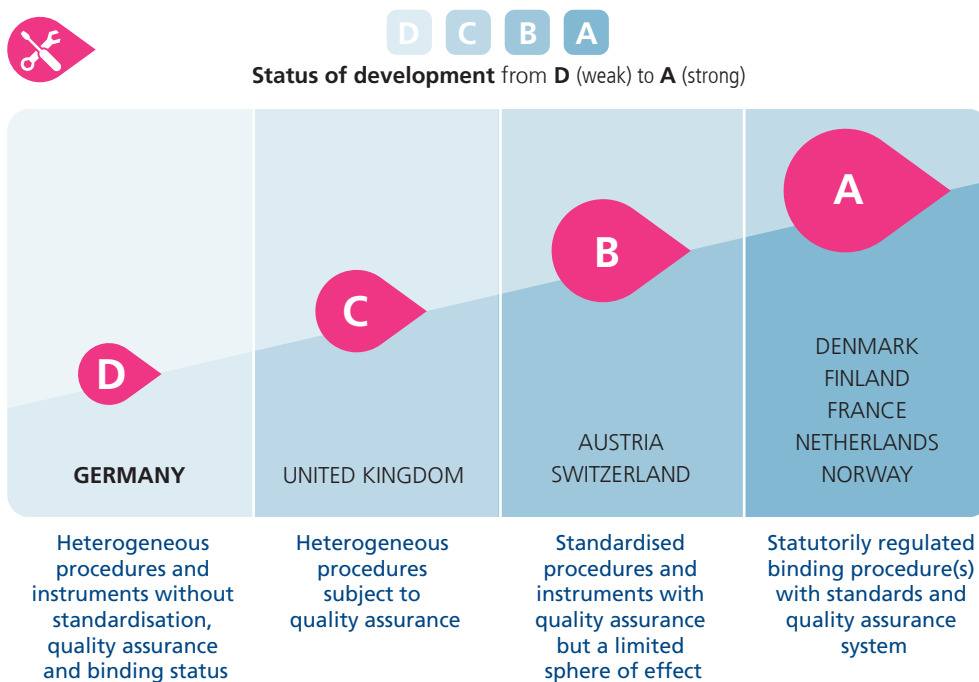 D C B A
Status of development from D (weak) to A (strong)
D
C
B
A
GERMANY
UNITED KINGDOM
AUSTRIA
SWITZERLAND
DENMARK
FINLAND
FRANCE
NETHERLANDS
NORWAY
Heterogeneous
procedures and
instruments without
standardisation,
quality assurance
and binding status
Heterogeneous
procedures
subject to
quality assurance
Standardised
procedures and
instruments with
quality assurance
but a limited
sphere of effect
Statutorily regulated
binding procedure(s)
with standards and
quality assurance
system